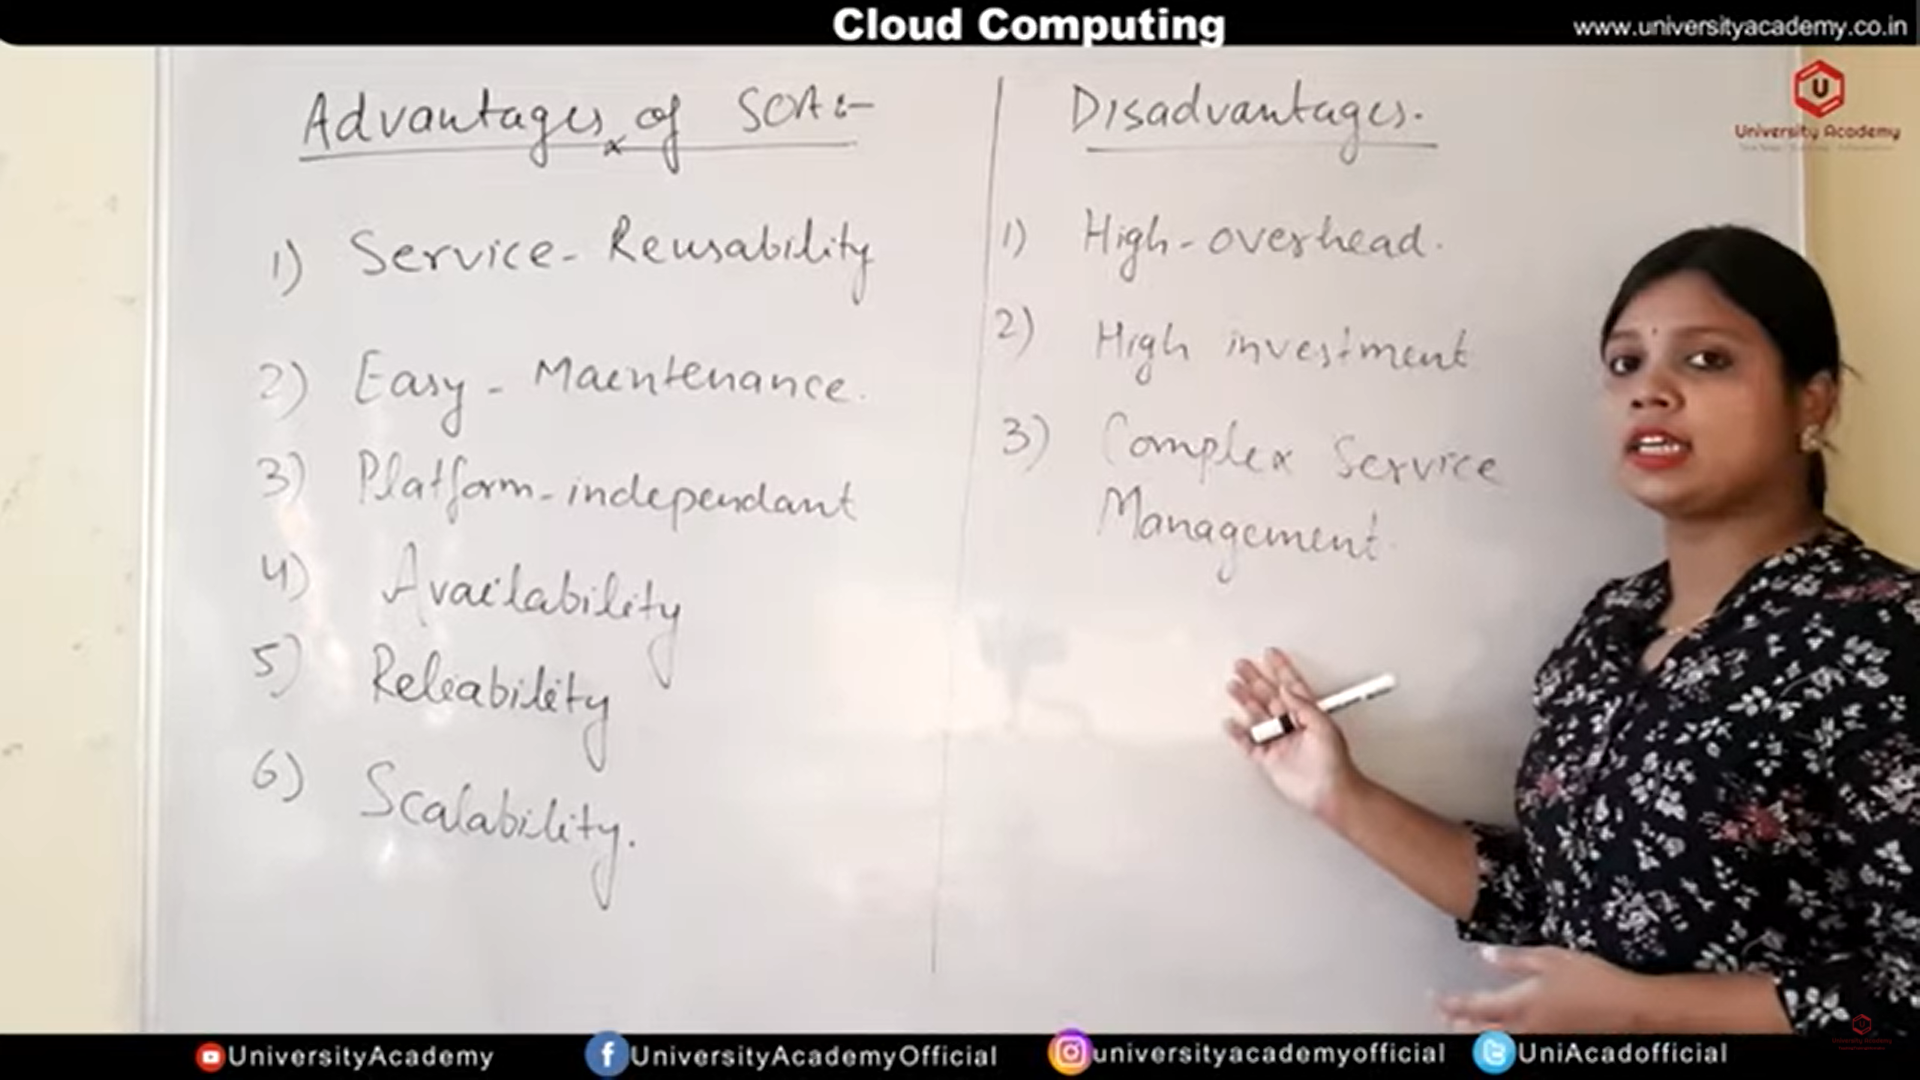 Cloud Computing
www.universityacademy.co.in
U
University Academy
Advantages of SOA:-
1) Service-Reusability
2) Easy-Maintenance.
3) Platform-independant
4) Availability
5) Reliability
6) Scalability.
Disadvantages.
1) High-overhead.
2) High investment
3) Complex Service
Management.
UniversityAcademy
UniversityAcademyOfficial
universityacademyofficial
UniAcadofficial